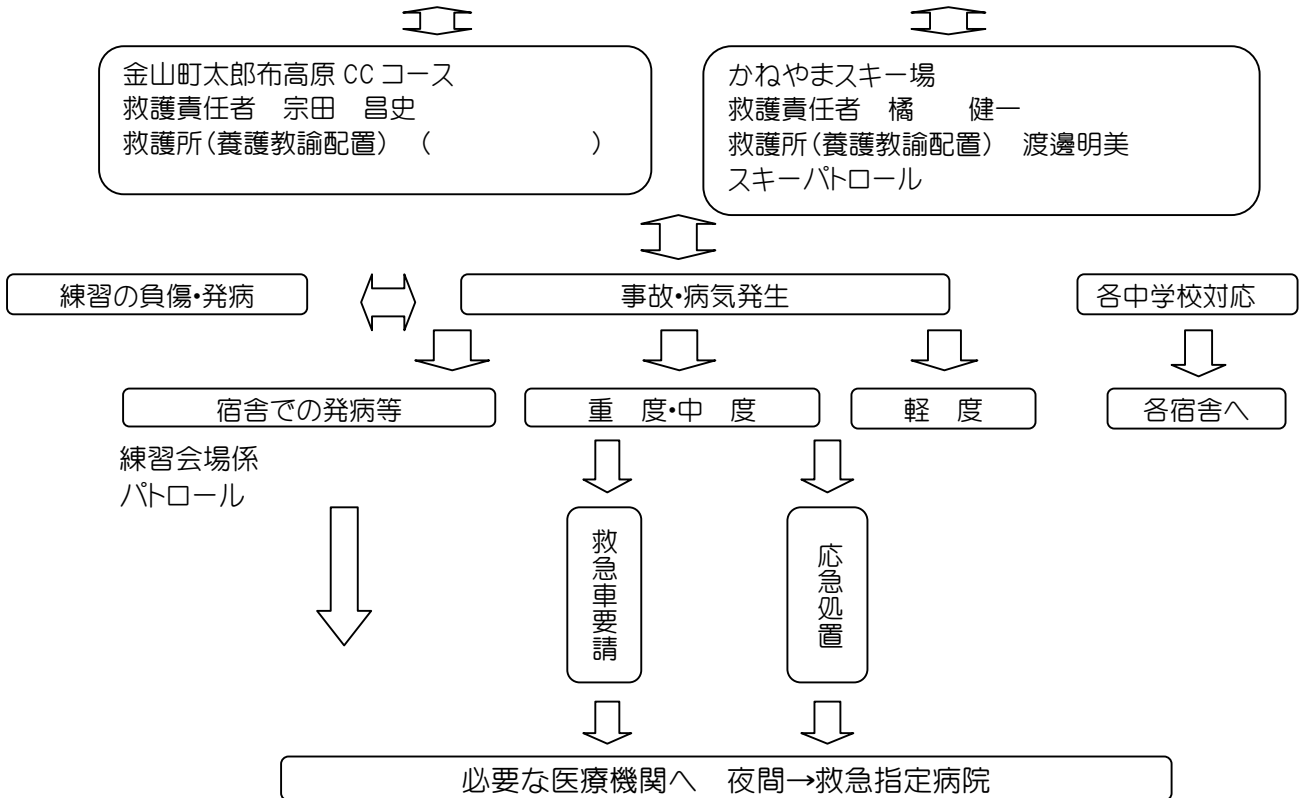 金山町太郎布高原 CC コース
救護責任者　宗田　昌史
救護所（養護教諭配置）　（　　　　　　　　）
かねやまスキー場
救護責任者　橘　　健一
救護所（養護教諭配置）　渡邊明美
スキーパトロール
練習の負傷・発病
事故・病気発生
各中学校対応
宿舎での発病等
重　度・中　度
軽　度
各宿舎へ
練習会場係
パトロール
救急車要請
応急処置
必要な医療機関へ　夜間→救急指定病院